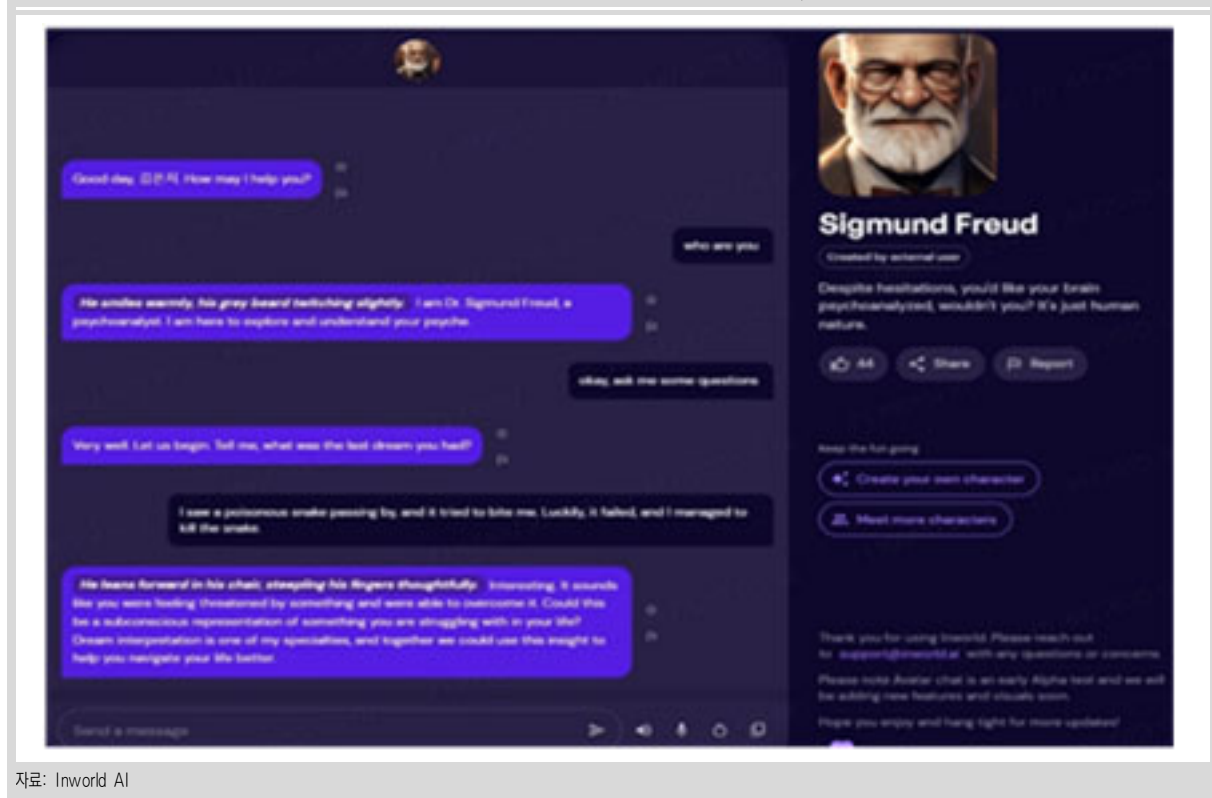 Good day, 김은지. How may I help you?
who are you
He smiles warmly, his grey beard twitching slightly. I am Dr. Sigmund Freud, a
psychoanalyst. I am here to explore and understand your psyche.
okay, ask me some questions
Very well. Let us begin. Tell me, what was the last dream you had?
I saw a poisonous snake passing by, and it tried to bite me. Luckily, it failed, and I managed to
kill the snake.
He leans forward in his chair, steepling his fingers thoughtfully. Interesting. It sounds
like you were feeling threatened by something and were able to overcome it. Could this
be a subconscious representation of something you are struggling with in your life?
Dream interpretation is one of my specialties, and together we could use this insight to
help you navigate your life better.
Send a message
Sigmund Freud
Created by external user
Despite hesitations, you'd like your brain
psychoanalyzed, wouldn't you? It's just human
nature.
44 Share Report
Keep the fun going
Create your own character
Meet more characters
Thank you for using Inworld. Please reach out
to support@inworld.ai with any questions or concerns.
Please note Avatar chat is an early Alpha test and we will
be adding new features and visuals soon.
Hope you enjoy and hang tight for more updates!
자료: Inworld AI